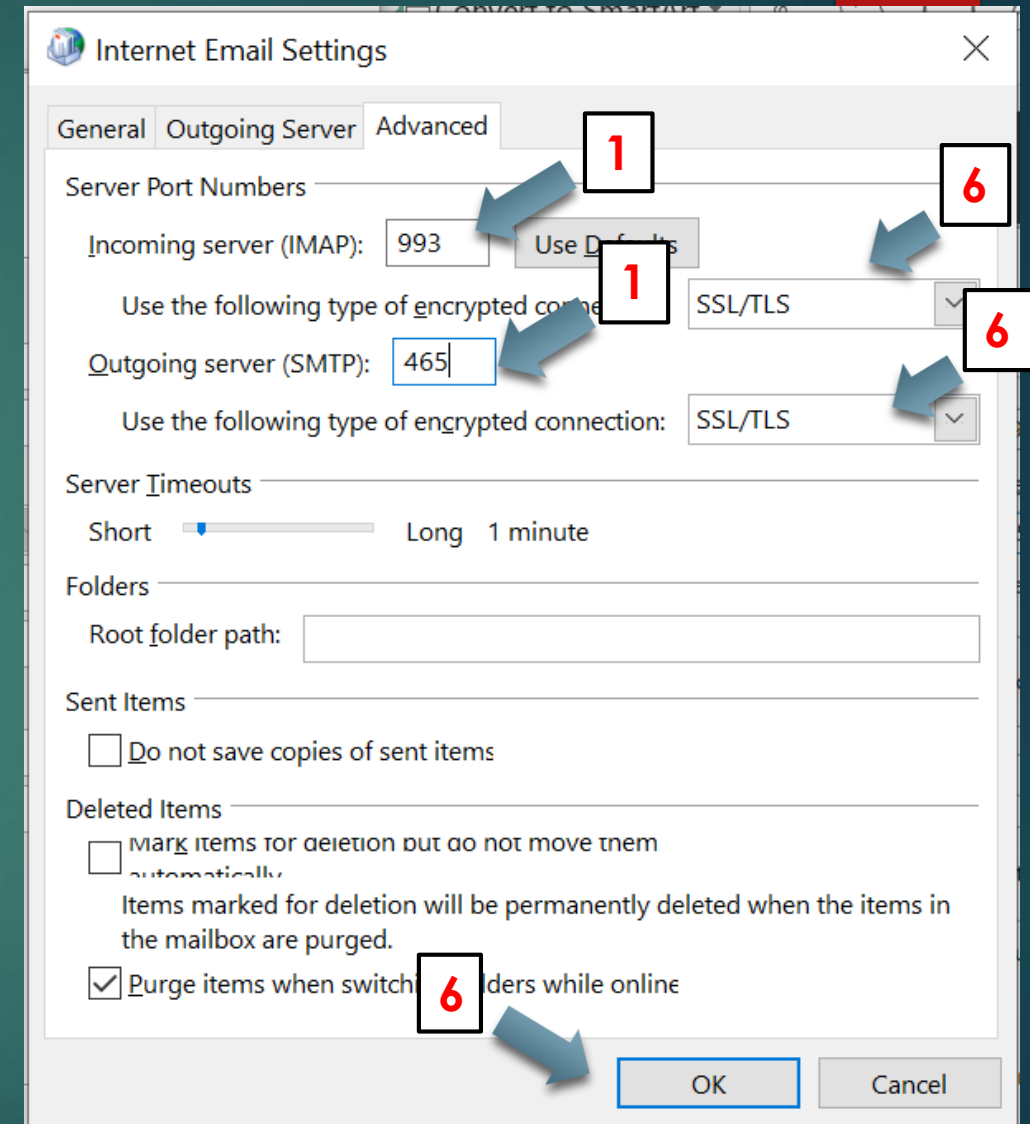 Convert to SmartArt
Internet Email Settings
General Outgoing Server Advanced
1
Server Port Numbers
6
Incoming server (IMAP): 993 Use Defaults
1
Use the following type of encrypted conne SSL/TLS
6
Outgoing server (SMTP): 465
Use the following type of encrypted connection: SSL/TLS
Server Timeouts
Short Long 1 minute
Folders
Root folder path:
Sent Items
Do not save copies of sent items
Deleted Items
Mark items for deletion but do not move them
automatically
Items marked for deletion will be permanently deleted when the items in
the mailbox are purged.
Purge items when switchi lders while online
6
OK Cancel